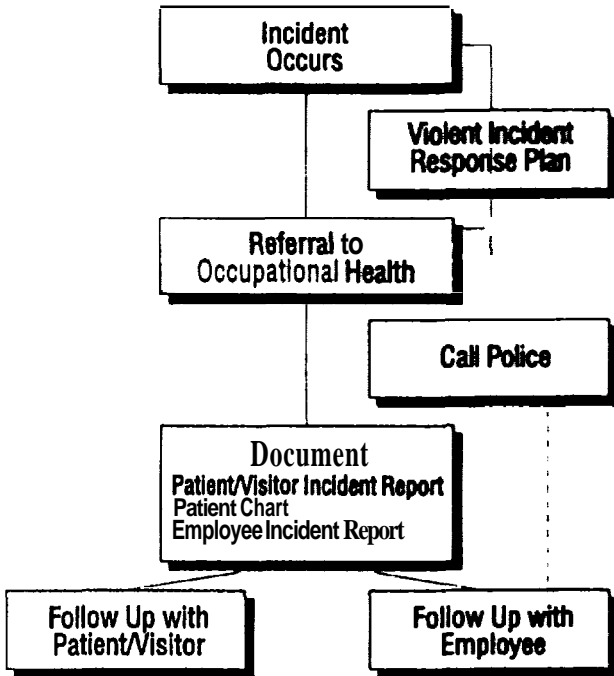 Incident
Occurs
Violent Incident
Response Plan
Referral to
Occupational Health
Call Police
Document
Patient/Visitor Incident Report
Patient Chart
Employee Incident Report
Follow Up with
Patient/Visitor
Follow Up with
Employee